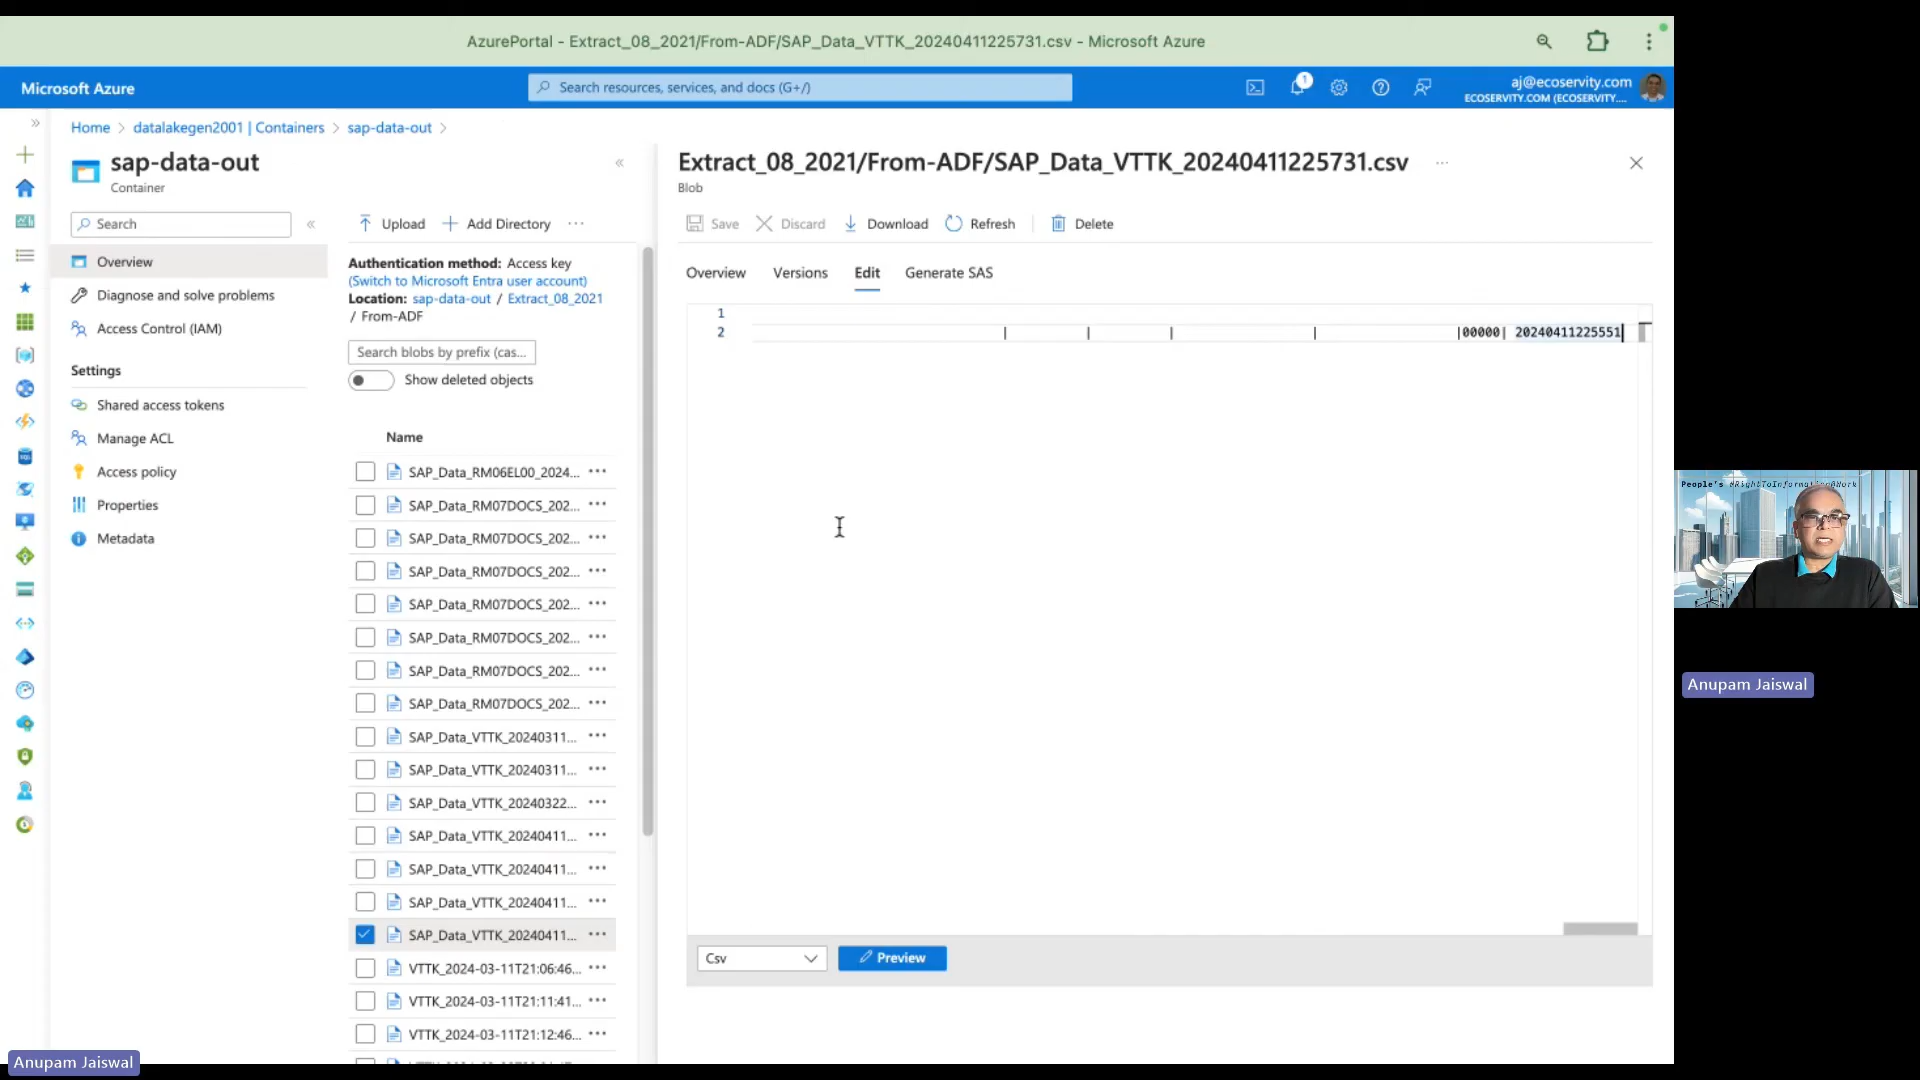 AzurePortal - Extract_08_2021/From-ADF/SAP_Data_VTTK_20240411225731.csv - Microsoft Azure
Microsoft Azure
Search resources, services, and docs (G+/)
1
aj@ecoservity.com
ECOSERVITY.COM (ECOSERVITY....
Home > datalakegen2001 | Containers > sap-data-out >
sap-data-out
Container
Search
Overview
Diagnose and solve problems
Access Control (IAM)
Settings
Shared access tokens
Manage ACL
Access policy
Properties
Metadata
Upload + Add Directory ...
Authentication method: Access key
(Switch to Microsoft Entra user account)
Location: sap-data-out / Extract_08_2021
/ From-ADF
Search blobs by prefix (cas...
Show deleted objects
Name
SAP_Data_RM06EL00_2024...
SAP_Data_RM07DOCS_202...
SAP_Data_RM07DOCS_202...
SAP_Data_RM07DOCS_202...
SAP_Data_RM07DOCS_202...
SAP_Data_RM07DOCS_202...
SAP_Data_RM07DOCS_202...
SAP_Data_RM07DOCS_202...
SAP_Data_VTTK_20240311...
SAP_Data_VTTK_20240311...
SAP_Data_VTTK_20240322...
SAP_Data_VTTK_20240411...
SAP_Data_VTTK_20240411...
SAP_Data_VTTK_20240411...
SAP_Data_VTTK_20240411...
VTTK_2024-03-11T21:06:46...
VTTK_2024-03-11T21:11:41...
VTTK_2024-03-11T21:12:46...
Extract_08_2021/From-ADF/SAP_Data_VTTK_20240411225731.csv ...
Blob
Save Discard Download Refresh Delete
Overview Versions Edit Generate SAS
1
2 | | | | |00000| 20240411225551
Csv
Preview
People's #RightToInformation@Work
Anupam Jaiswal
Anupam Jaiswal